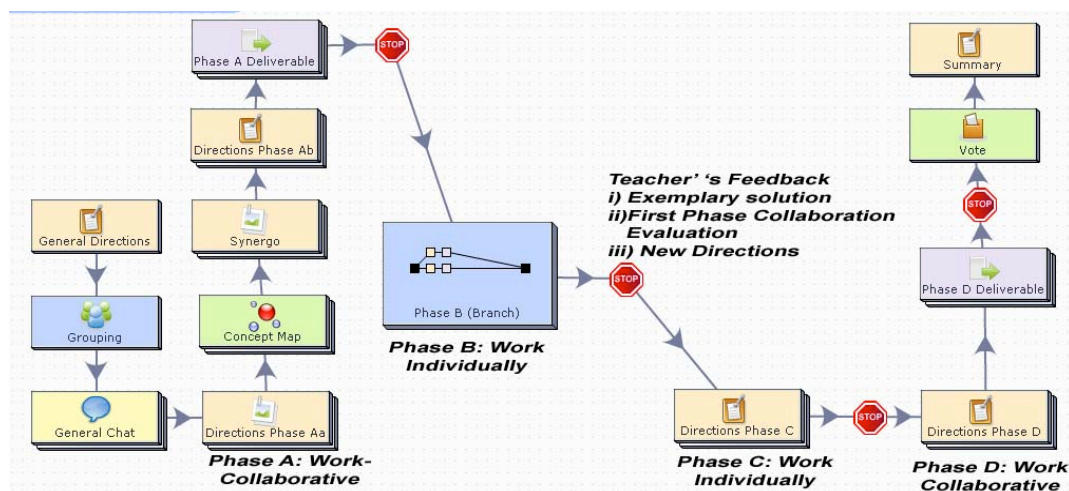 General Directions
Grouping
General Chat
Directions Phase Aa
Phase A: Work-
Collaborative
Concept Map
Synergo
Directions Phase Ab
Phase A Deliverable
STOP
Phase B (Branch)
Phase B: Work
Individually
Teacher' 's Feedback
i) Exemplary solution
ii)First Phase Collaboration
Evaluation
iii) New Directions
STOP
Directions Phase C
Phase C: Work
Individually
STOP
Directions Phase D
Phase D: Work
Collaborative
Phase D Deliverable
STOP
Vote
Summary